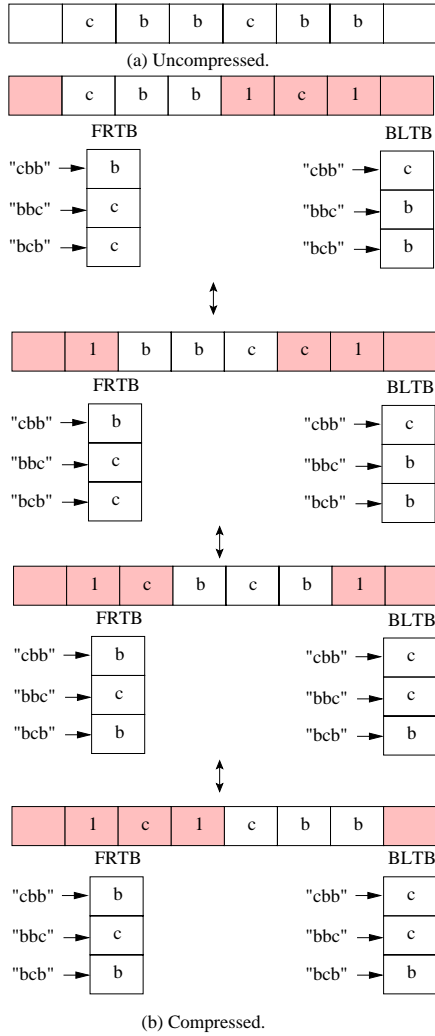 c b b c b b
(a) Uncompressed.
c b b 1 c 1
FRTB BLTB
"cbb" b "cbb" c
"bbc" c "bbc" b
"bcb" c "bcb" b
1 b b c c 1
FRTB BLTB
"cbb" b "cbb" c
"bbc" c "bbc" b
"bcb" c "bcb" b
1 c b c b 1
FRTB BLTB
"cbb" b "cbb" c
"bbc" c "bbc" c
"bcb" b "bcb" b
1 c 1 c b b
FRTB BLTB
"cbb" b "cbb" c
"bbc" c "bbc" c
"bcb" b "bcb" b
(b) Compressed.